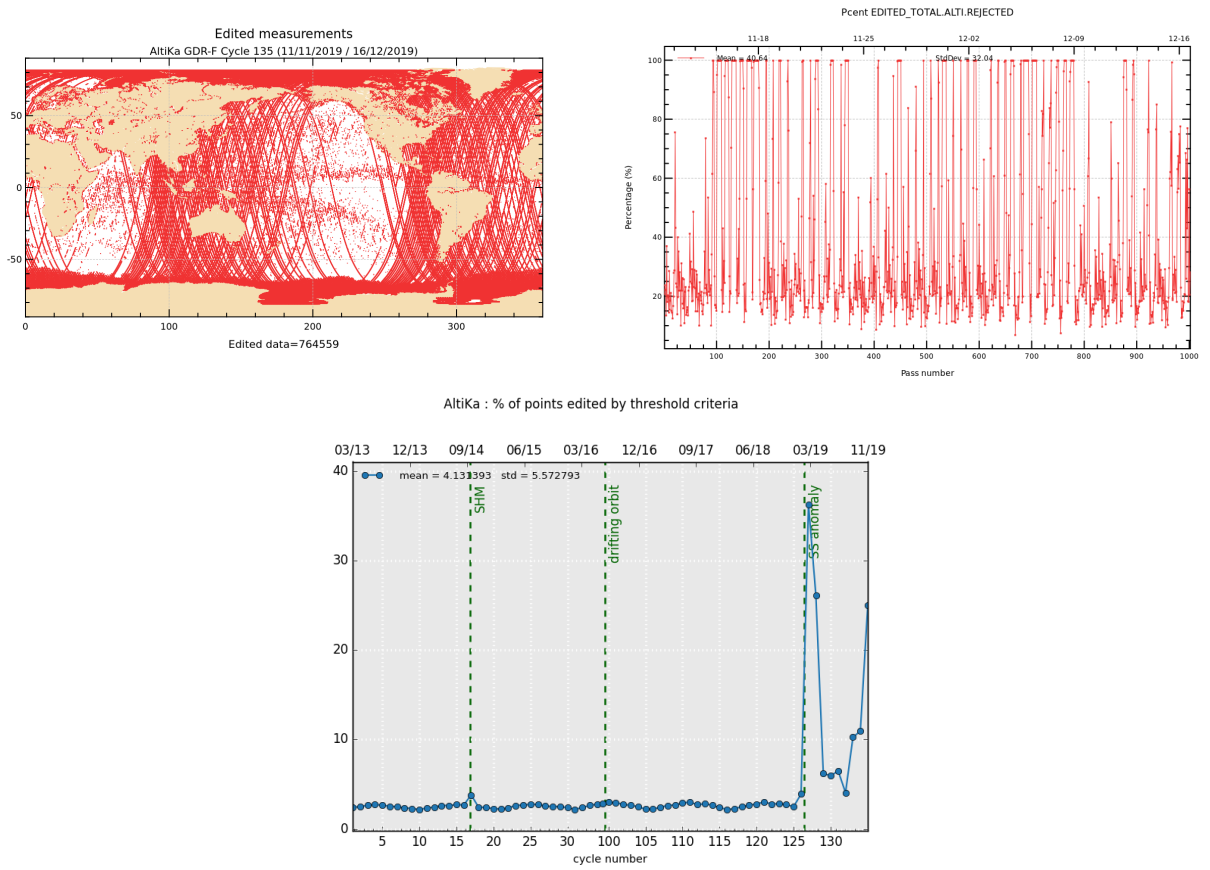 Edited measurements
AltiKa GDR-F Cycle 135 (11/11/2019 / 16/12/2019)
50
0
-50
0 100 200 300
Edited data=764559
Pcent EDITED_TOTAL.ALTI.REJECTED
11-18 11-25 12-02 12-09 12-16
Mean = 40.64 StdDev = 32.04
100
80
60
40
20
Percentage (%)
100 200 300 400 500 600 700 800 900 1000
Pass number
AltiKa : % of points edited by threshold criteria
03/13 12/13 09/14 06/15 03/16 12/16 09/17 06/18 03/19 11/19
mean = 4.131393 std = 5.572793
SHM
drifting orbit
SS anomaly
40
30
20
10
0
5 10 15 20 25 30 100 105 110 115 120 125 130
cycle number